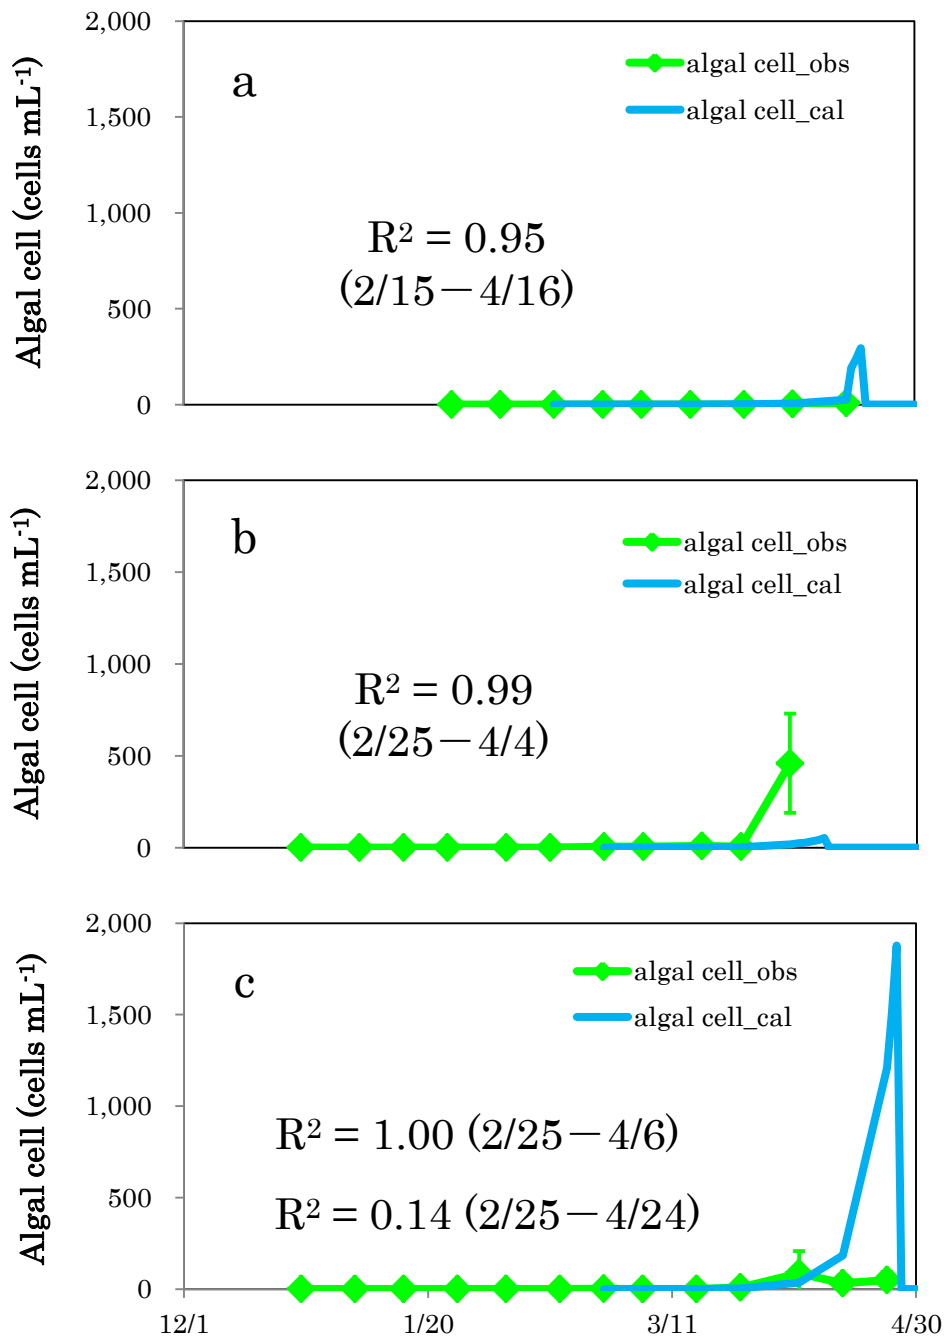 2,000
1,500
1,000
500
0
Algal cell (cells mL-1)
a
algal cell_obs
algal cell_cal
R2 = 0.95
(2/15－4/16)
2,000
1,500
1,000
500
0
Algal cell (cells mL-1)
b
algal cell_obs
algal cell_cal
R2 = 0.99
(2/25－4/4)
2,000
1,500
1,000
500
0
Algal cell (cells mL-1)
c
algal cell_obs
algal cell_cal
R2 = 1.00 (2/25－4/6)
R2 = 0.14 (2/25－4/24)
12/1 1/20 3/11 4/30